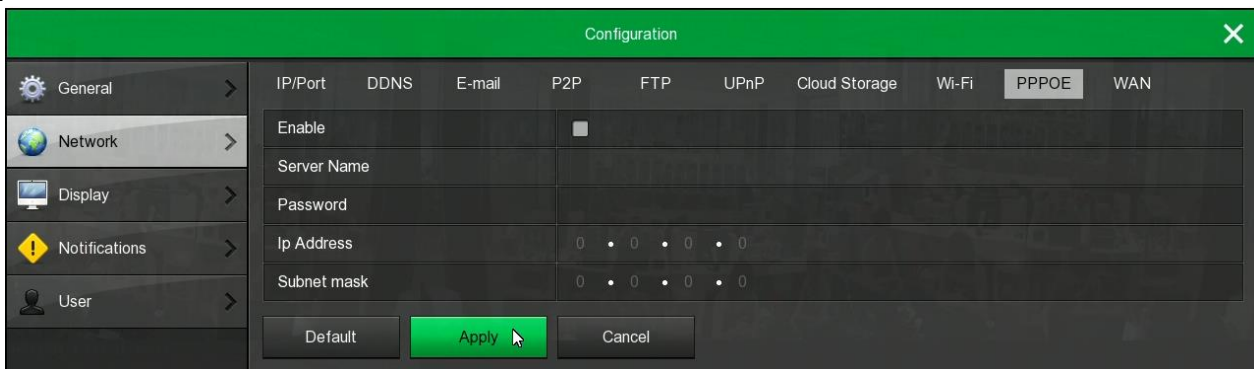 Configuration
General
Network
Display
Notifications
User
IP/Port DDNS E-mail P2P FTP UPnP Cloud Storage Wi-Fi PPPOE WAN
Enable
Server Name
Password
Ip Address 0 • 0 • 0 • 0
Subnet mask 0 • 0 • 0 • 0
Default Apply Cancel